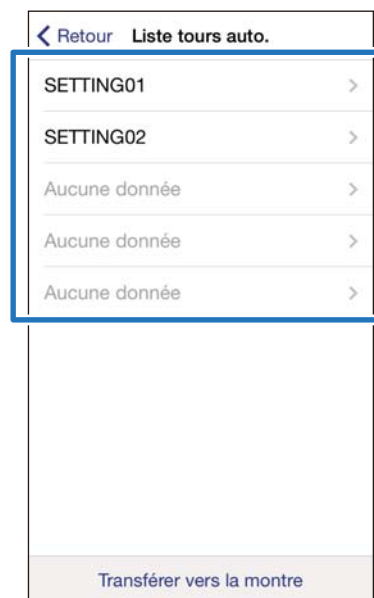 Retour Liste tours auto.
SETTING01
SETTING02
Aucune donnée
Aucune donnée
Aucune donnée
Transférer vers la montre